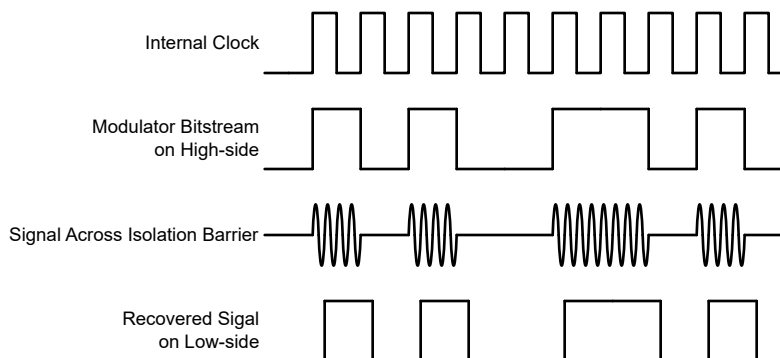 Internal Clock
Modulator Bitstream
on High-side
Signal Across Isolation Barrier
Recovered Sigal
on Low-side